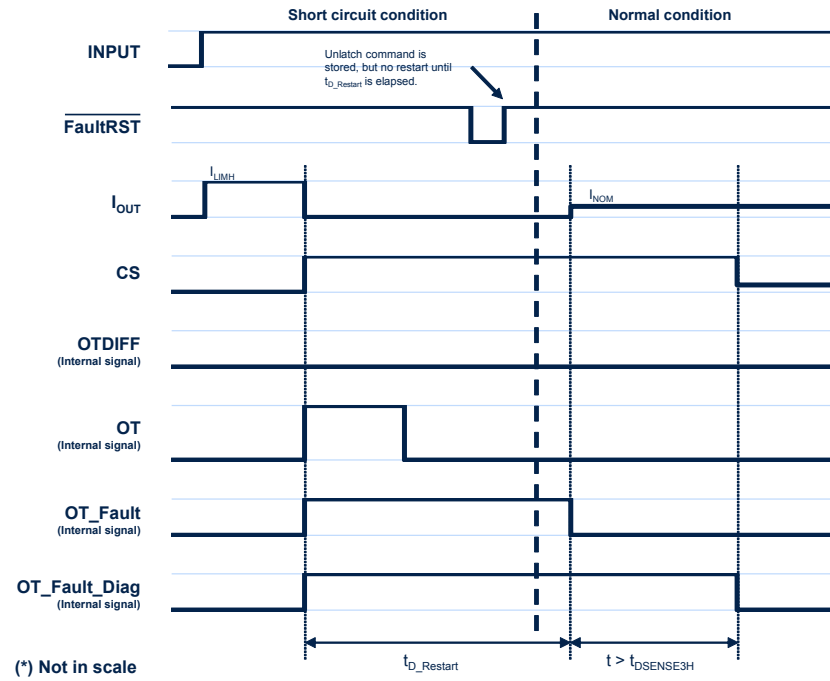 Short circuit condition
Normal condition
INPUT
Unlatch command is
stored, but no restart until
tD_Restart is elapsed.
FaultRST
ILIMH
IOUT
INOM
CS
OTDIFF
(Internal signal)
OT
(Internal signal)
OT_Fault
(Internal signal)
OT_Fault_Diag
(Internal signal)
tD_Restart
t > tDSENSE3H
(*) Not in scale